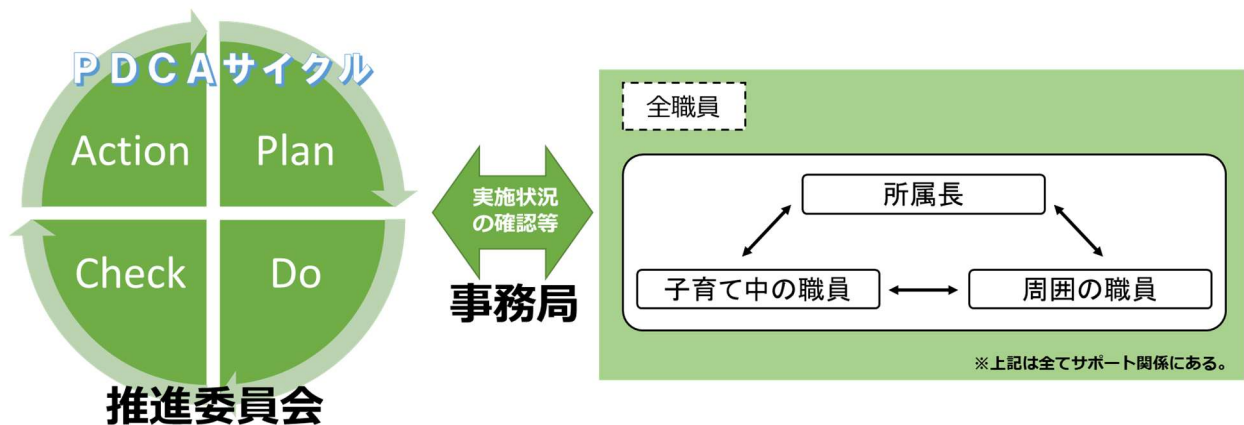 PDCAサイクル
Action
Plan
Check
Do
推進委員会
実施状況
の確認等
事務局
全職員
所属長
子育て中の職員
周囲の職員
※上記は全てサポート関係にある。